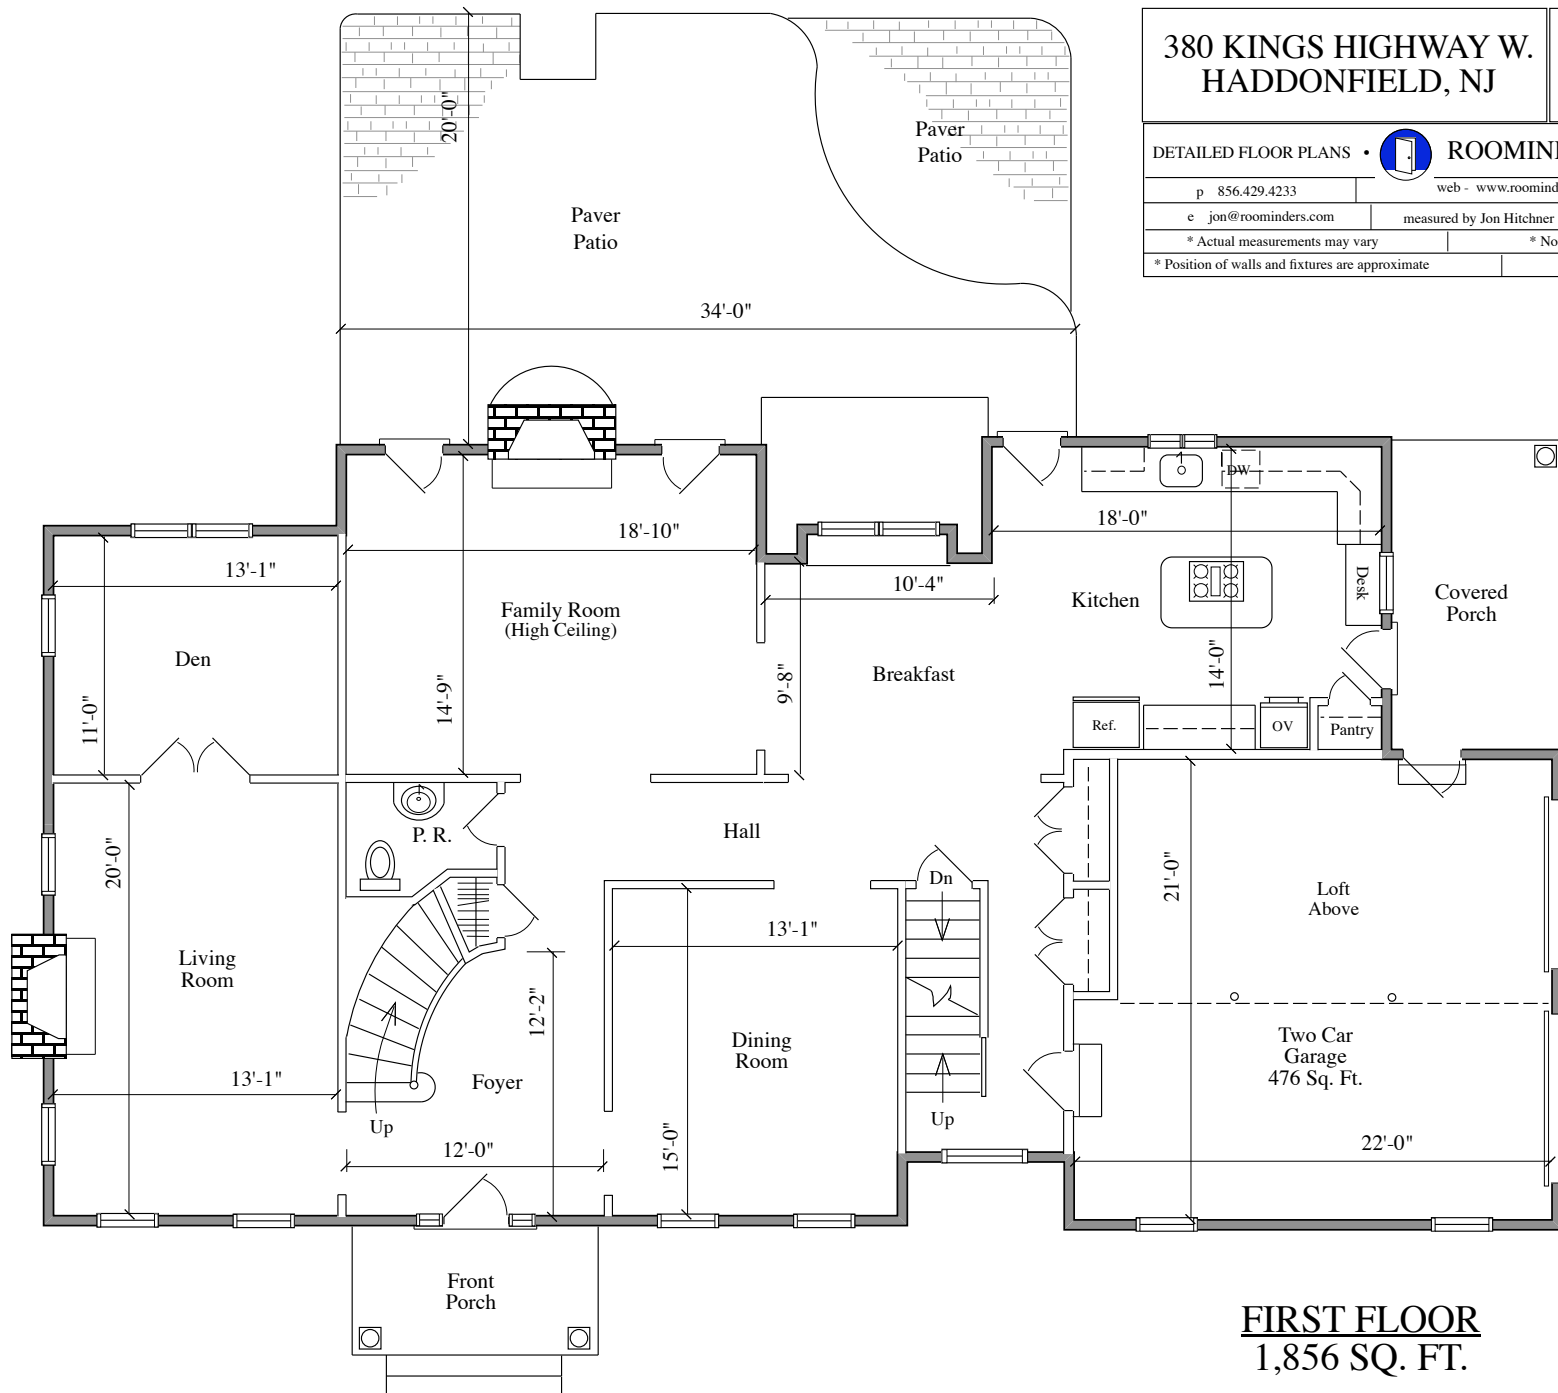 380 KINGS HIGHWAY W.
HADDONFIELD, NJ
DETAILED FLOOR PLANS •
ROOMIN
p 856.429.4233
web - www.roomind
e jon@roominders.com
measured by Jon Hitchner
* Actual measurements may vary
* No
* Position of walls and fixtures are approximate
20'-0"
Paver
Patio
Paver
Patio
34'-0"
DW
18'-10"
18'-0"
13'-1"
10'-4"
Desk
Family Room
(High Ceiling)
Kitchen
Covered
Porch
Den
Breakfast
14'-0"
11'-0"
14'-9"
9'-8"
Ref.
OV
Pantry
P. R.
Hall
20'-0"
Dn
21'-0"
Loft
Above
13'-1"
Living
Room
12'-2"
Dining
Room
Two Car
Garage
476 Sq. Ft.
13'-1"
Foyer
Up
Up
12'-0"
15'-0"
22'-0"
Front
Porch
FIRST FLOOR
1,856 SQ. FT.